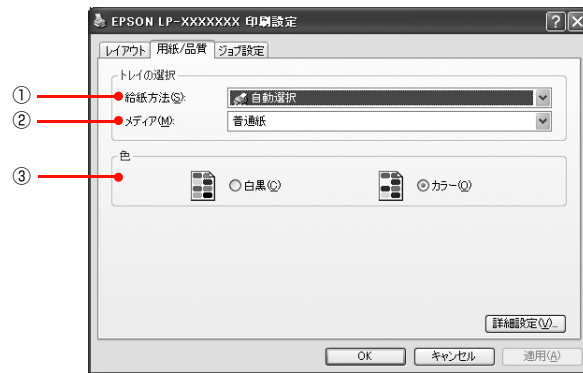 EPSON LP-XXXXXXX 印刷設定
レイアウト 用紙/品質 ジョブ設定
トレイの選択
① 給紙方法(S): 自動選択
② メディア(M): 普通紙
色
③ 白黒(C) カラー(O)
詳細設定(V)...
OK キャンセル 適用(A)